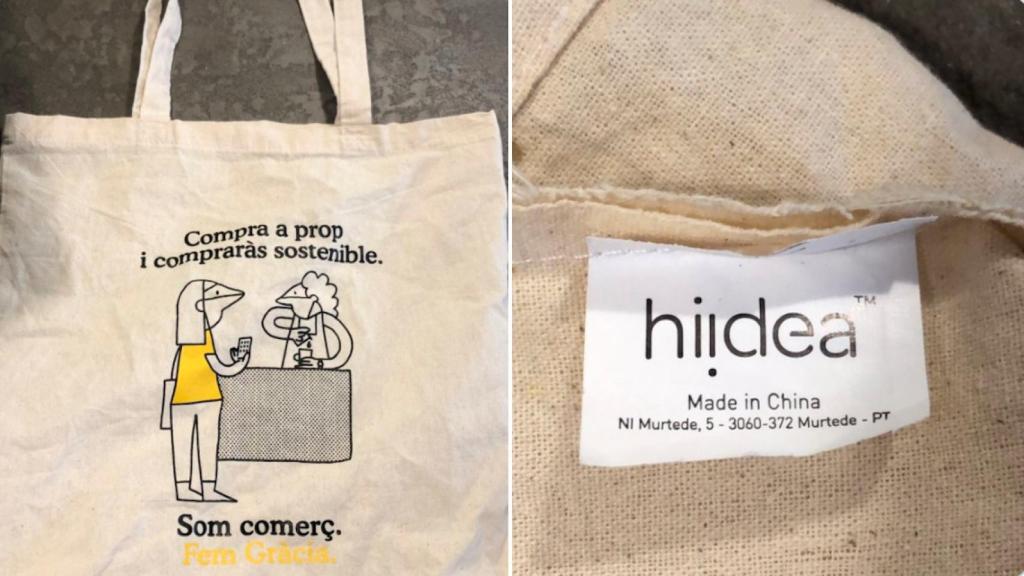 Compra a prop
i compraràs sostenible.
Som comerç.
Fem Gràcia.
hiidea™
Made in China
NI Murtede, 5 - 3060-372 Murtede - PT